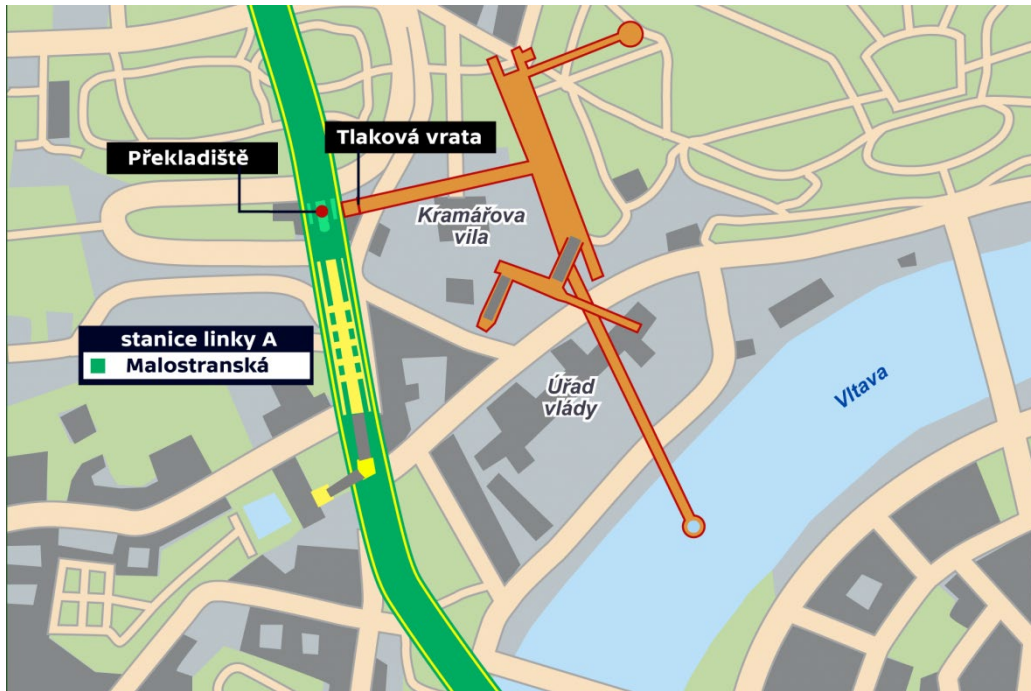 Tlaková vrata
Překladiště
Kramářova
vila
stanice linky A
Malostranská
Úřad
vlády
Vltava